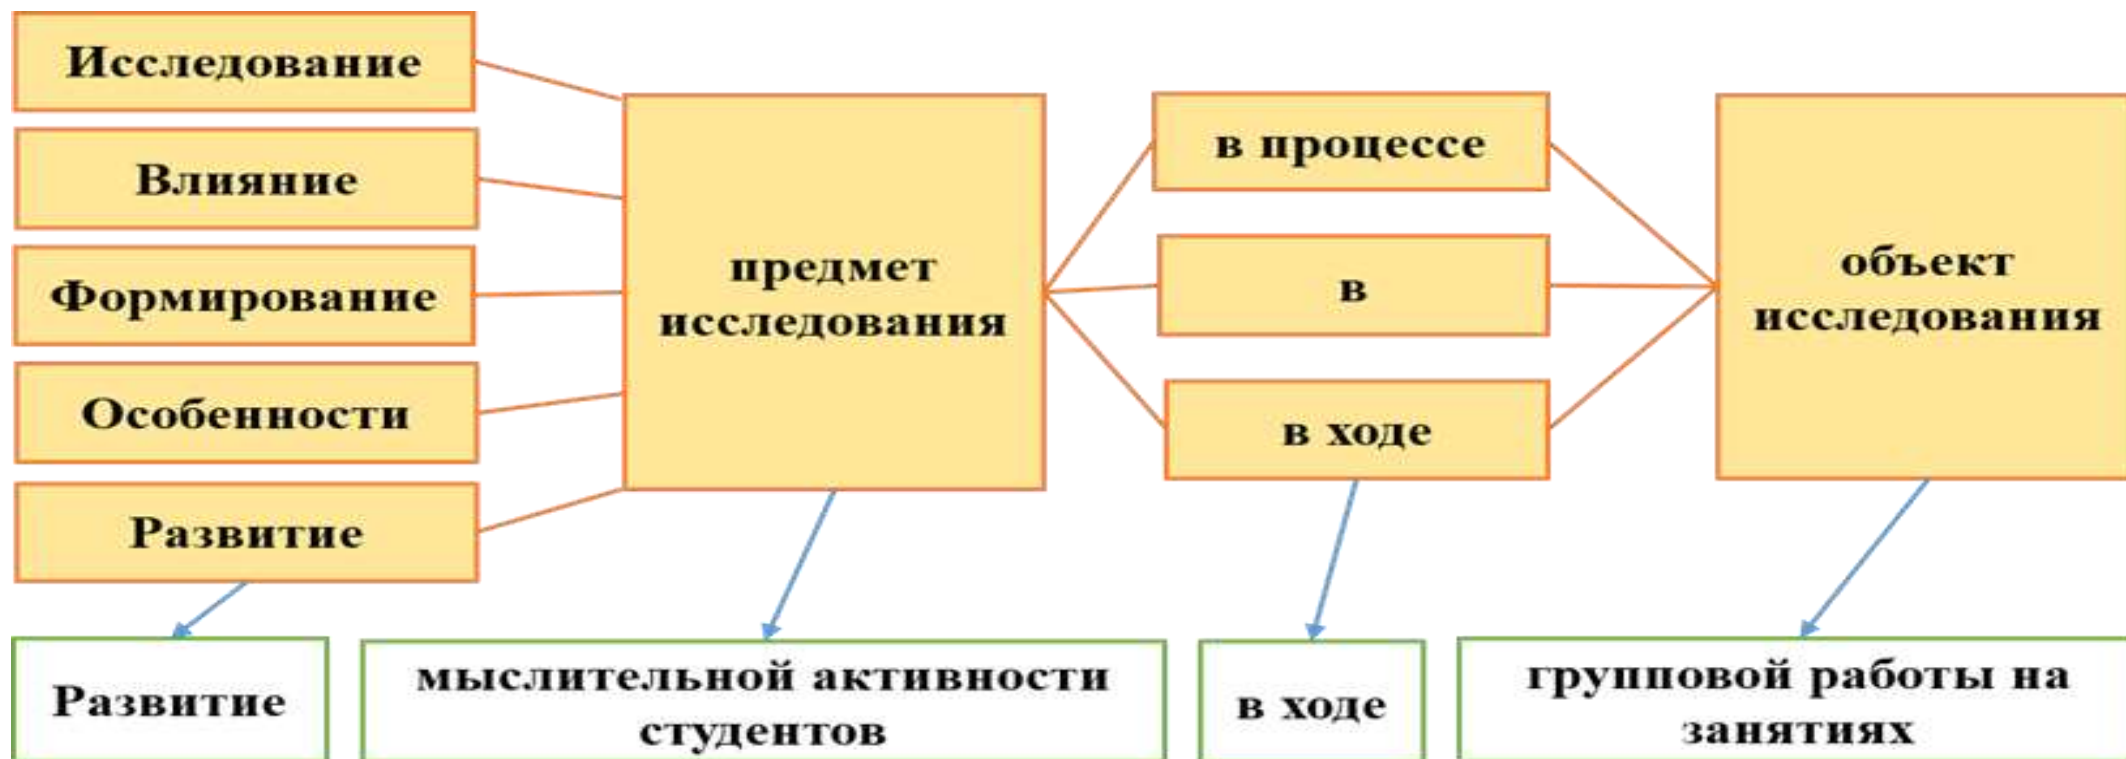 Исследование
Влияние
Формирование
Особенности
Развитие
предмет
исследования
в процессе
в
в ходе
объект
исследования
Развитие
мыслительной активности
студентов
в ходе
групповой работы на
занятиях